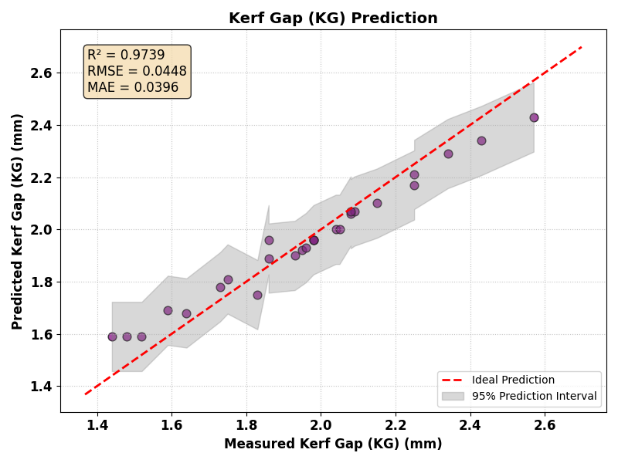 Kerf Gap (KG) Prediction
R² = 0.9739
RMSE = 0.0448
MAE = 0.0396
Predicted Kerf Gap (KG) (mm)
2.6
2.4
2.2
2.0
1.8
1.6
1.4
Ideal Prediction
95% Prediction Interval
1.4 1.6 1.8 2.0 2.2 2.4 2.6
Measured Kerf Gap (KG) (mm)